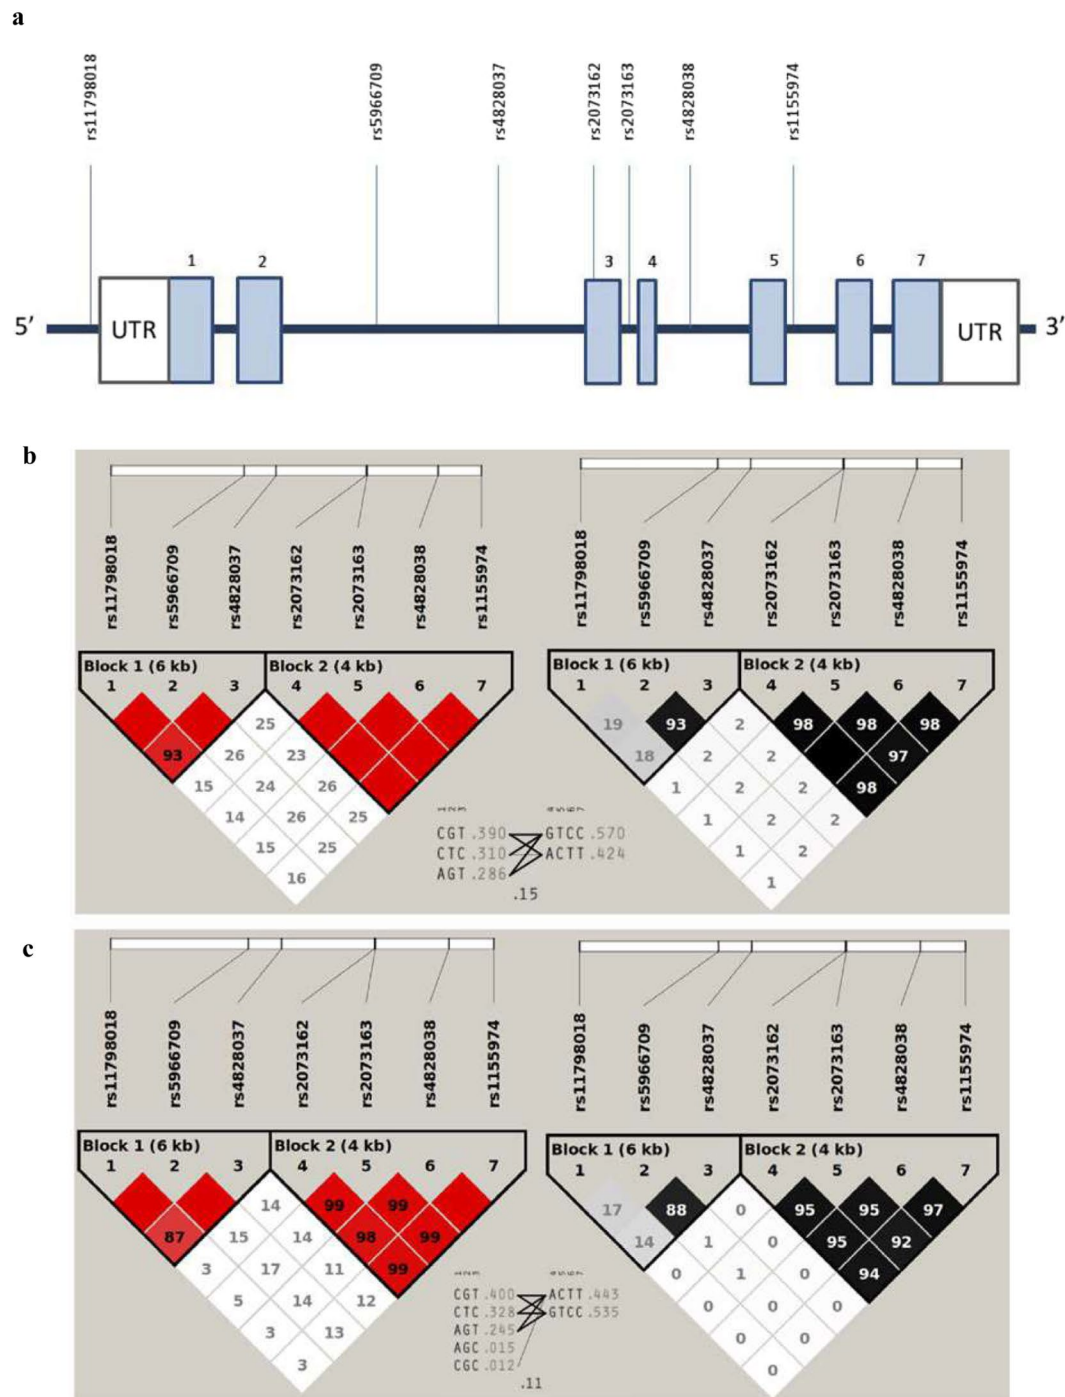 a
rs11798018 rs5966709 rs4828037 rs2073162 rs2073163 rs4828038 rs1155974
1 2 3 4 5 6 7
5′ UTR UTR 3′
b
rs11798018 rs5966709 rs4828037 rs2073162 rs2073163 rs4828038 rs1155974
Block 1 (6 kb) Block 2 (4 kb)
1 2 3 4 5 6 7
25
93 26 23
15 24 26
14 26 25
15 25
16
CGT .390 GTCC .570
CTC .310 ACTT .424
AGT .286
.15
rs11798018 rs5966709 rs4828037 rs2073162 rs2073163 rs4828038 rs1155974
Block 1 (6 kb) Block 2 (4 kb)
1 2 3 4 5 6 7
19 93 2 98 98 98
18 2 2 97
1 2 2 98
1 2 2
1 2
1
c
rs11798018 rs5966709 rs4828037 rs2073162 rs2073163 rs4828038 rs1155974
Block 1 (6 kb) Block 2 (4 kb)
1 2 3 4 5 6 7
14 99 99
87 15 14 98 99
3 17 11 99
5 14 12
3 13
3
CGT .400 ACTT .443
CTC .328 GTCC .535
AGT .245
AGC .015
CGC .012
.11
rs11798018 rs5966709 rs4828037 rs2073162 rs2073163 rs4828038 rs1155974
Block 1 (6 kb) Block 2 (4 kb)
1 2 3 4 5 6 7
17 88 0 95 95 97
14 1 0 95 92
0 1 0 94
0 0 0
0 0
0